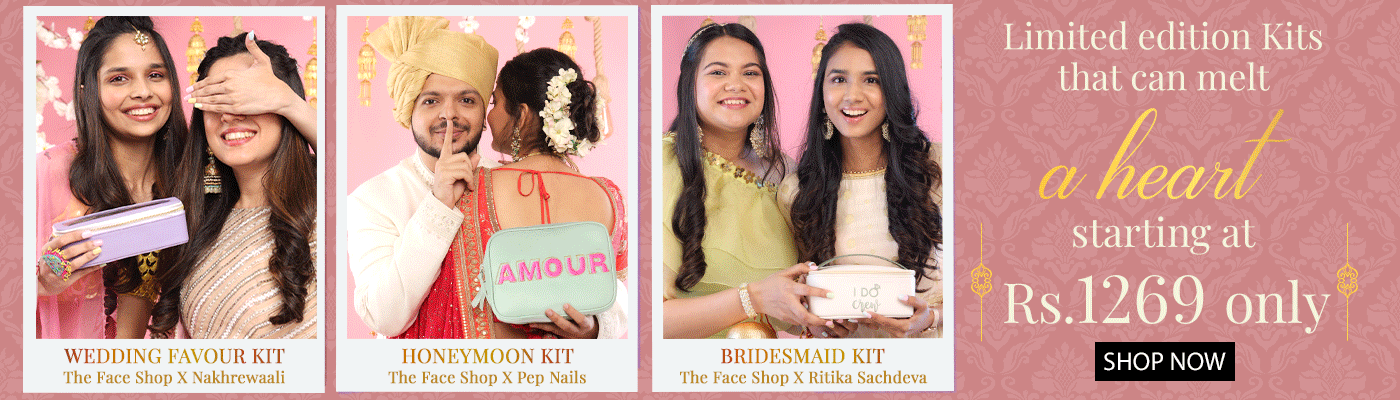 AMOUR
I DO
crew
WEDDING FAVOUR KIT
The Face Shop X Nakhrewaali
HONEYMOON KIT
The Face Shop X Pep Nails
BRIDESMAID KIT
The Face Shop X Ritika Sachdeva
Limited edition Kits
that can melt
a heart
starting at
Rs.1269 only
SHOP NOW